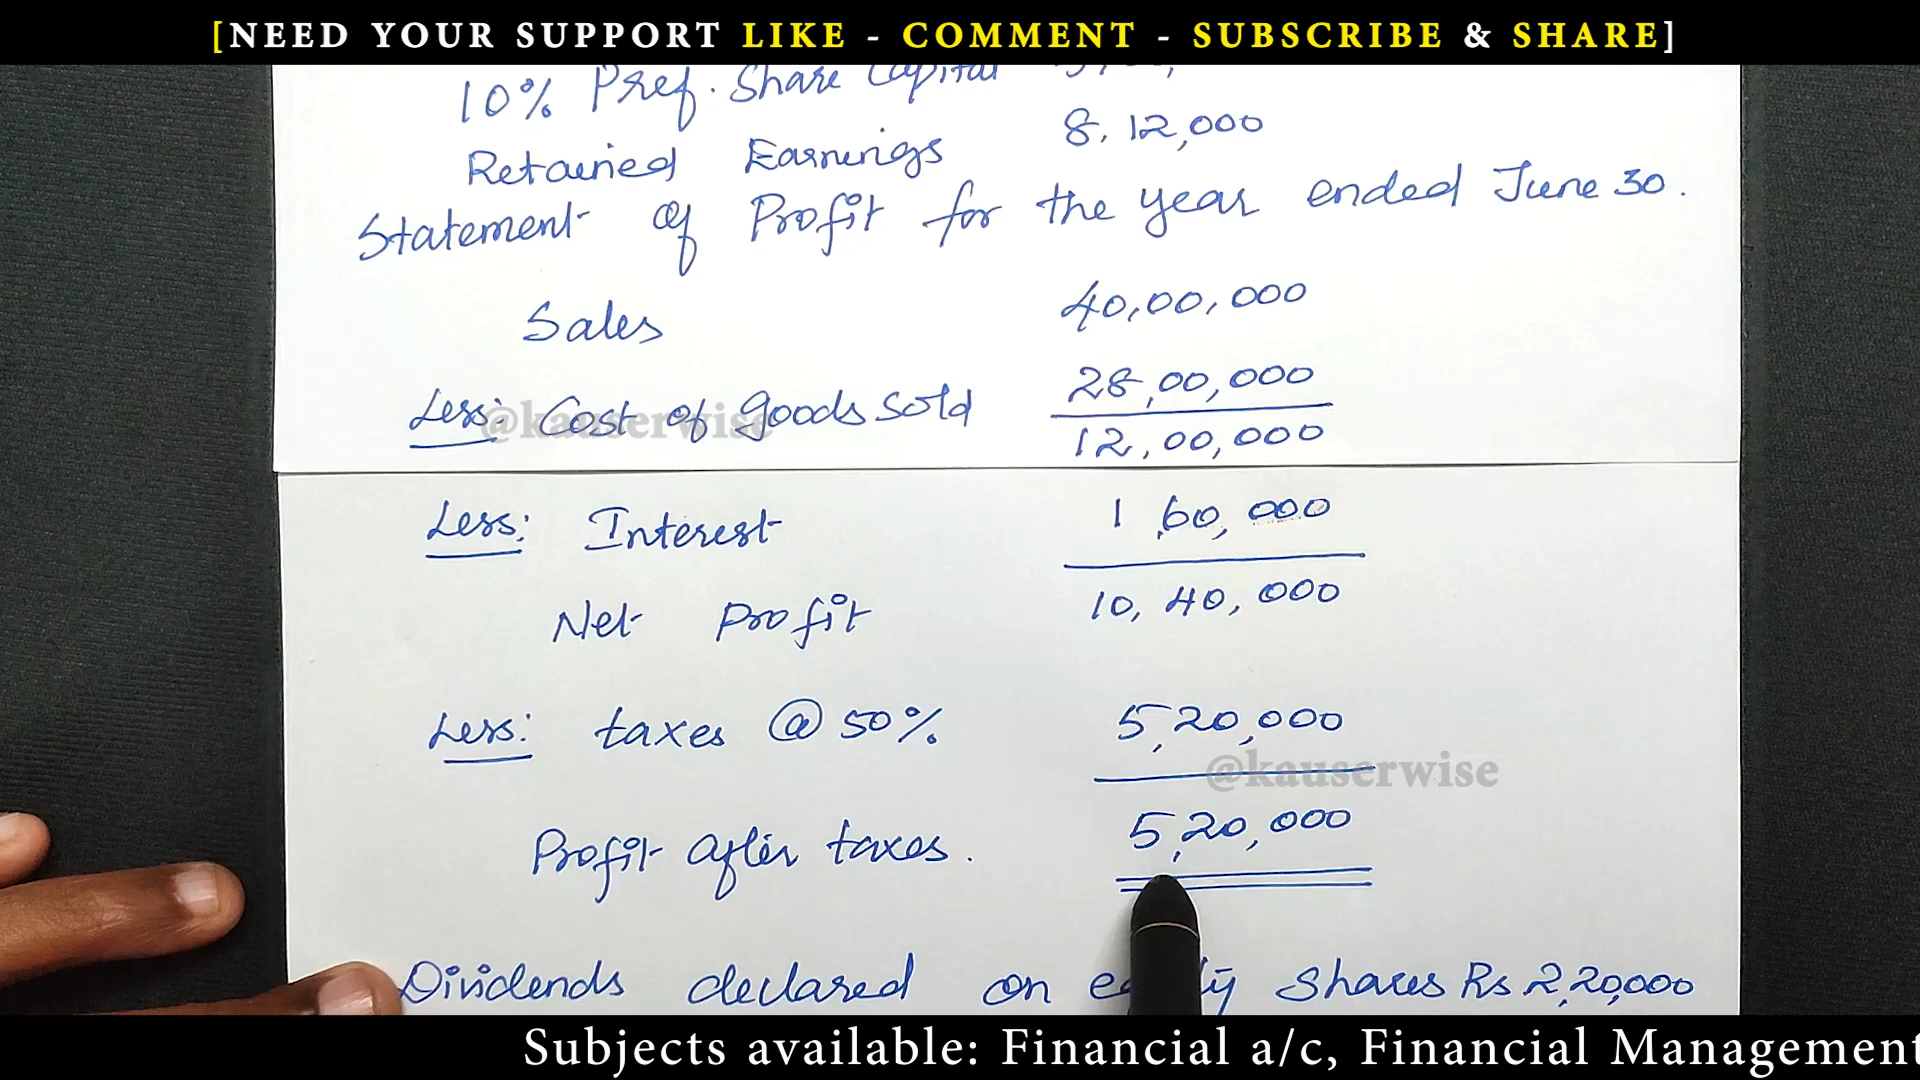 [NEED YOUR SUPPORT LIKE - COMMENT - SUBSCRIBE & SHARE]
10% Pref. Share Capital
Retained Earnings 8,12,000
Statement of Profit for the year ended June 30.
Sales 40,00,000
Less: Cost of goods sold 28,00,000
@kauserwise
12,00,000
Less: Interest 1,60,000
Net Profit 10,40,000
Less: taxes @ 50% 5,20,000
@kauserwise
Profit after taxes. 5,20,000
Dividends declared on shares Rs 2,20,000
Subjects available: Financial a/c, Financial Management